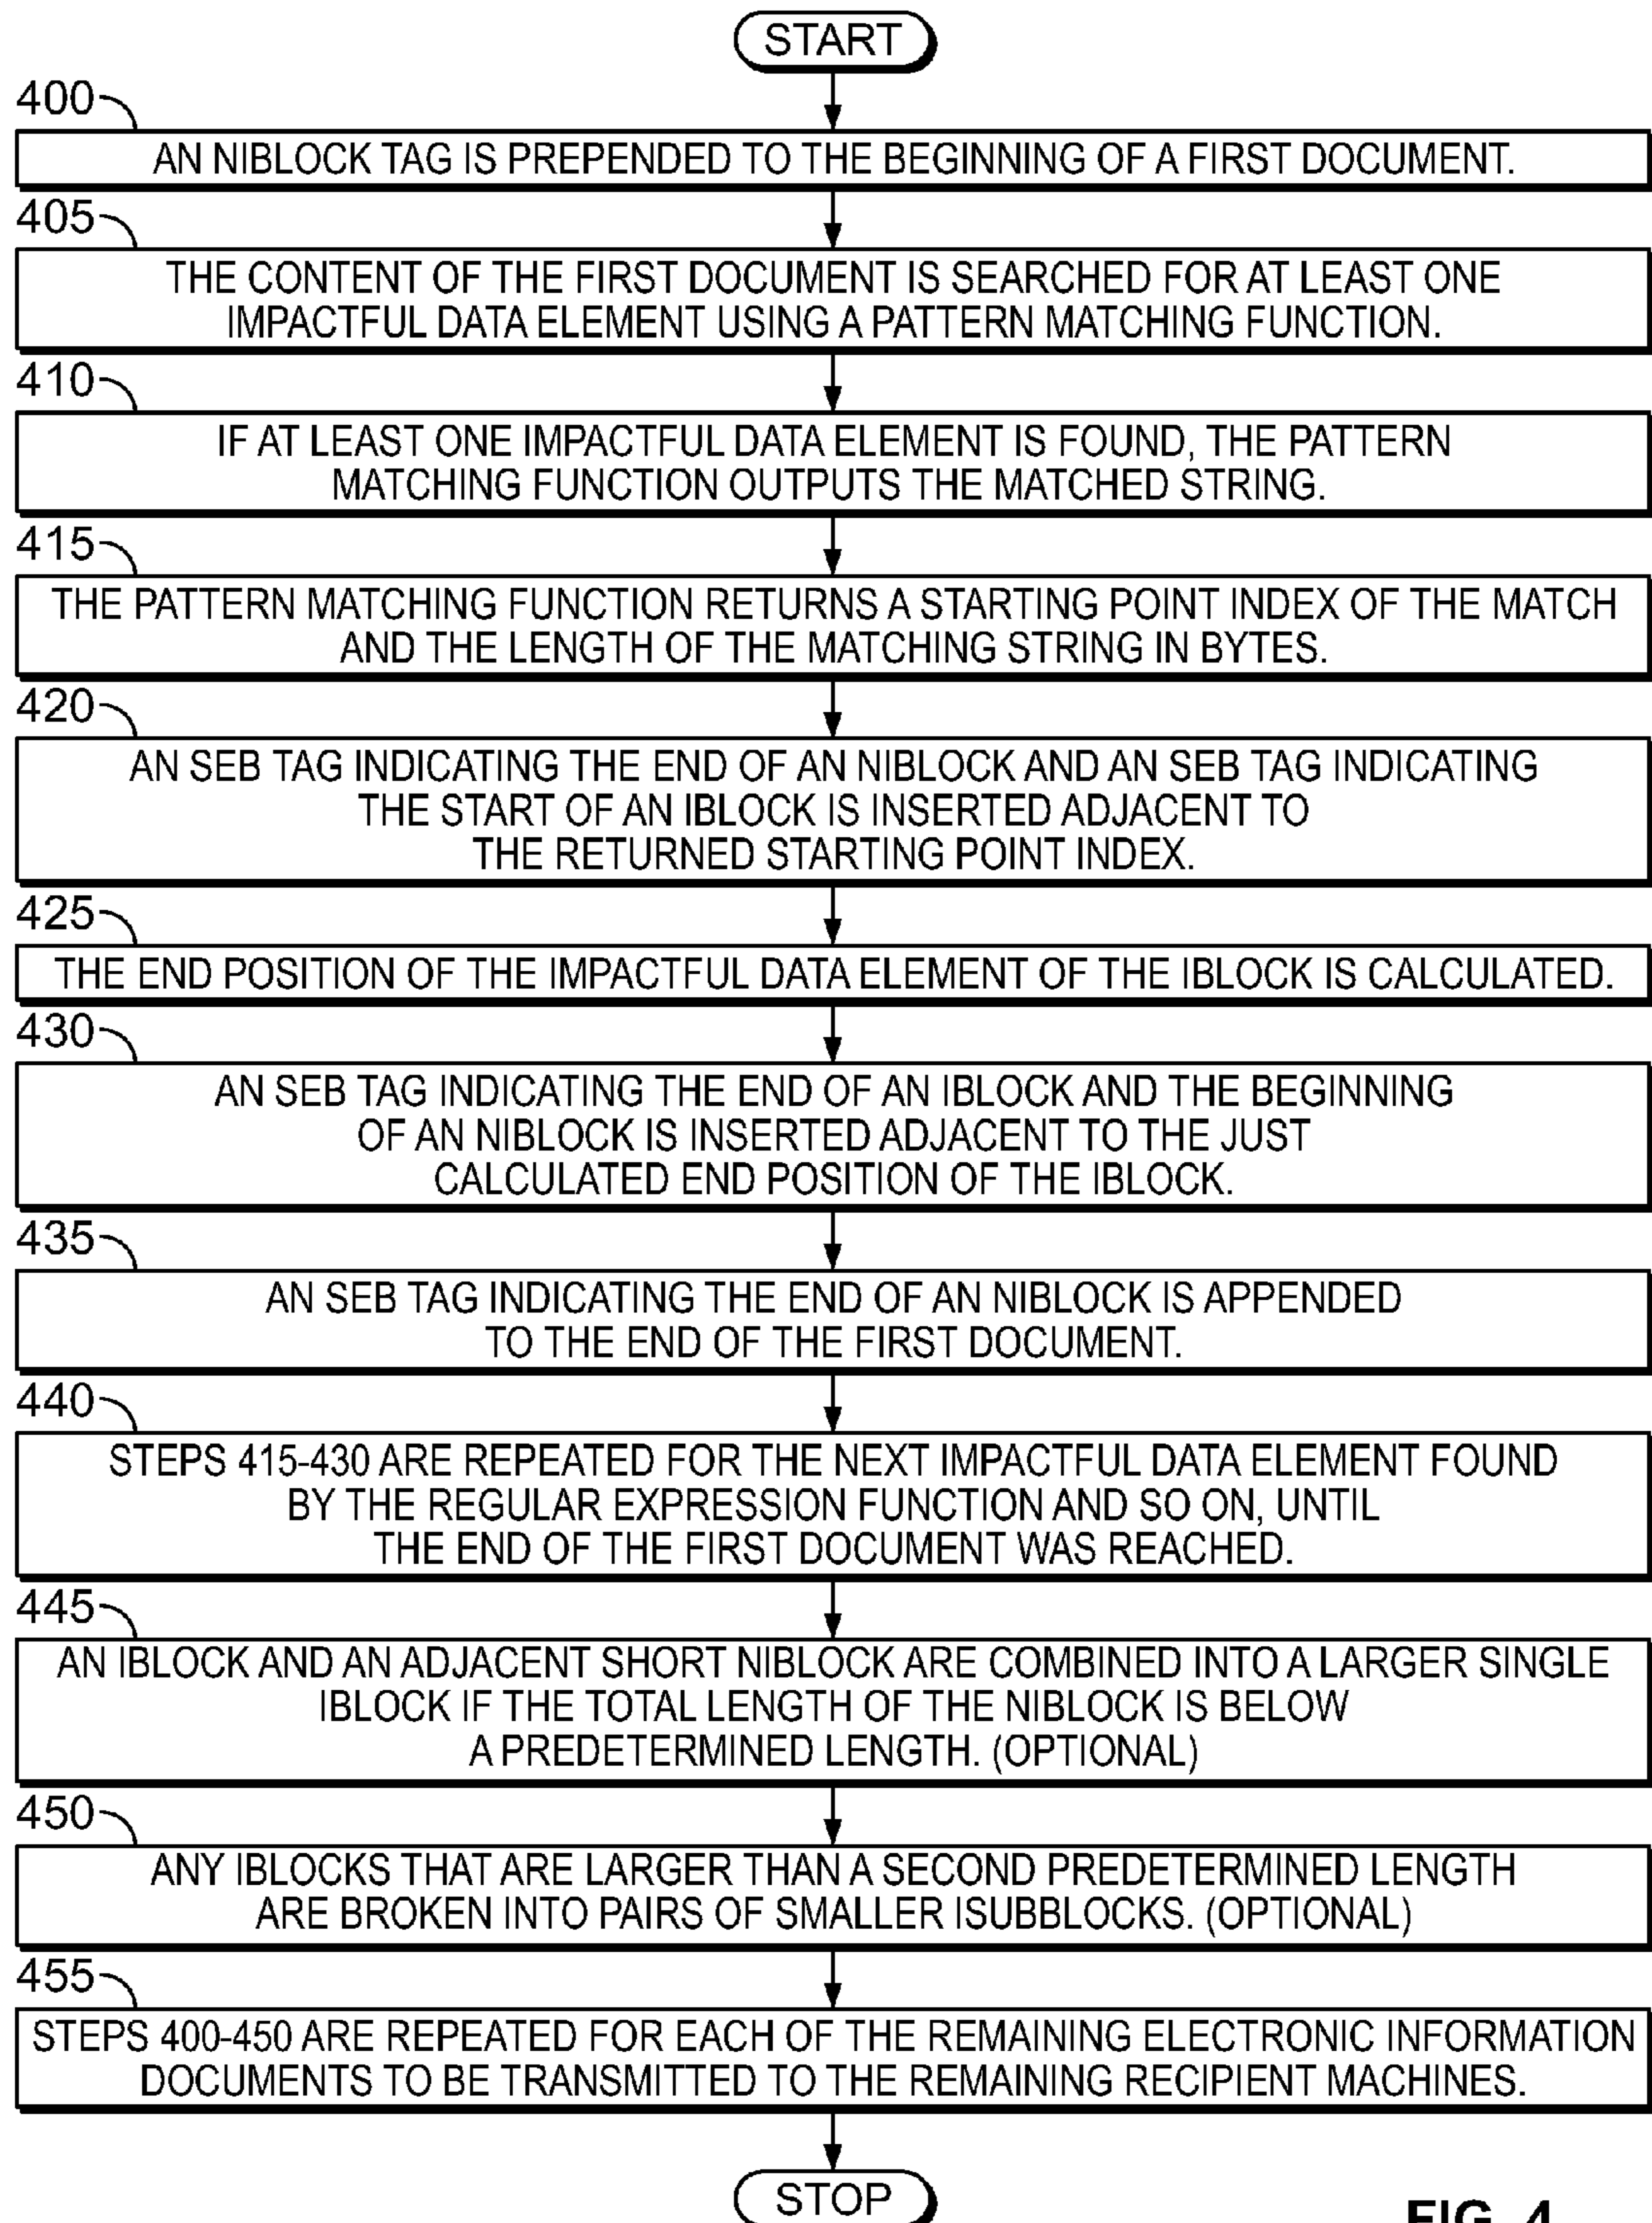 START
400
AN NIBLOCK TAG IS PREPENDED TO THE BEGINNING OF A FIRST DOCUMENT.
405
THE CONTENT OF THE FIRST DOCUMENT IS SEARCHED FOR AT LEAST ONE
IMPACTFUL DATA ELEMENT USING A PATTERN MATCHING FUNCTION.
410
IF AT LEAST ONE IMPACTFUL DATA ELEMENT IS FOUND, THE PATTERN
MATCHING FUNCTION OUTPUTS THE MATCHED STRING.
415
THE PATTERN MATCHING FUNCTION RETURNS A STARTING POINT INDEX OF THE MATCH
AND THE LENGTH OF THE MATCHING STRING IN BYTES.
420
AN SEB TAG INDICATING THE END OF AN NIBLOCK AND AN SEB TAG INDICATING
THE START OF AN IBLOCK IS INSERTED ADJACENT TO
THE RETURNED STARTING POINT INDEX.
425
THE END POSITION OF THE IMPACTFUL DATA ELEMENT OF THE IBLOCK IS CALCULATED.
430
AN SEB TAG INDICATING THE END OF AN IBLOCK AND THE BEGINNING
OF AN NIBLOCK IS INSERTED ADJACENT TO THE JUST
CALCULATED END POSITION OF THE IBLOCK.
435
AN SEB TAG INDICATING THE END OF AN NIBLOCK IS APPENDED
TO THE END OF THE FIRST DOCUMENT.
440
STEPS 415-430 ARE REPEATED FOR THE NEXT IMPACTFUL DATA ELEMENT FOUND
BY THE REGULAR EXPRESSION FUNCTION AND SO ON, UNTIL
THE END OF THE FIRST DOCUMENT WAS REACHED.
445
AN IBLOCK AND AN ADJACENT SHORT NIBLOCK ARE COMBINED INTO A LARGER SINGLE
IBLOCK IF THE TOTAL LENGTH OF THE NIBLOCK IS BELOW
A PREDETERMINED LENGTH. (OPTIONAL)
450
ANY IBLOCKS THAT ARE LARGER THAN A SECOND PREDETERMINED LENGTH
ARE BROKEN INTO PAIRS OF SMALLER ISUBBLOCKS. (OPTIONAL)
455
STEPS 400-450 ARE REPEATED FOR EACH OF THE REMAINING ELECTRONIC INFORMATION
DOCUMENTS TO BE TRANSMITTED TO THE REMAINING RECIPIENT MACHINES.
STOP
FIG. 4